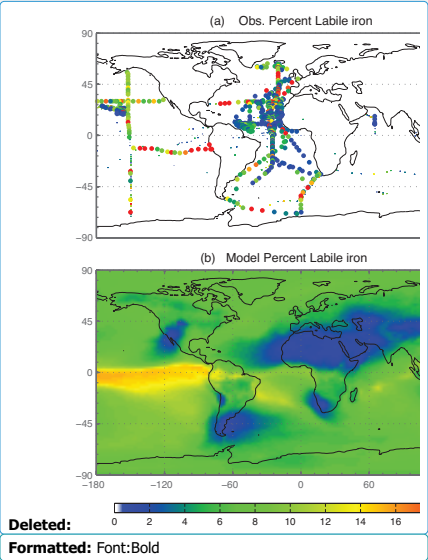 (a) Obs. Percent Labile iron
90
45
0
−45
−90
(b) Model Percent Labile iron
90
45
0
−45
−90
−180 −120 −60 0 60
0 2 4 6 8 10 12 14 16
Deleted:
Formatted: Font:Bold